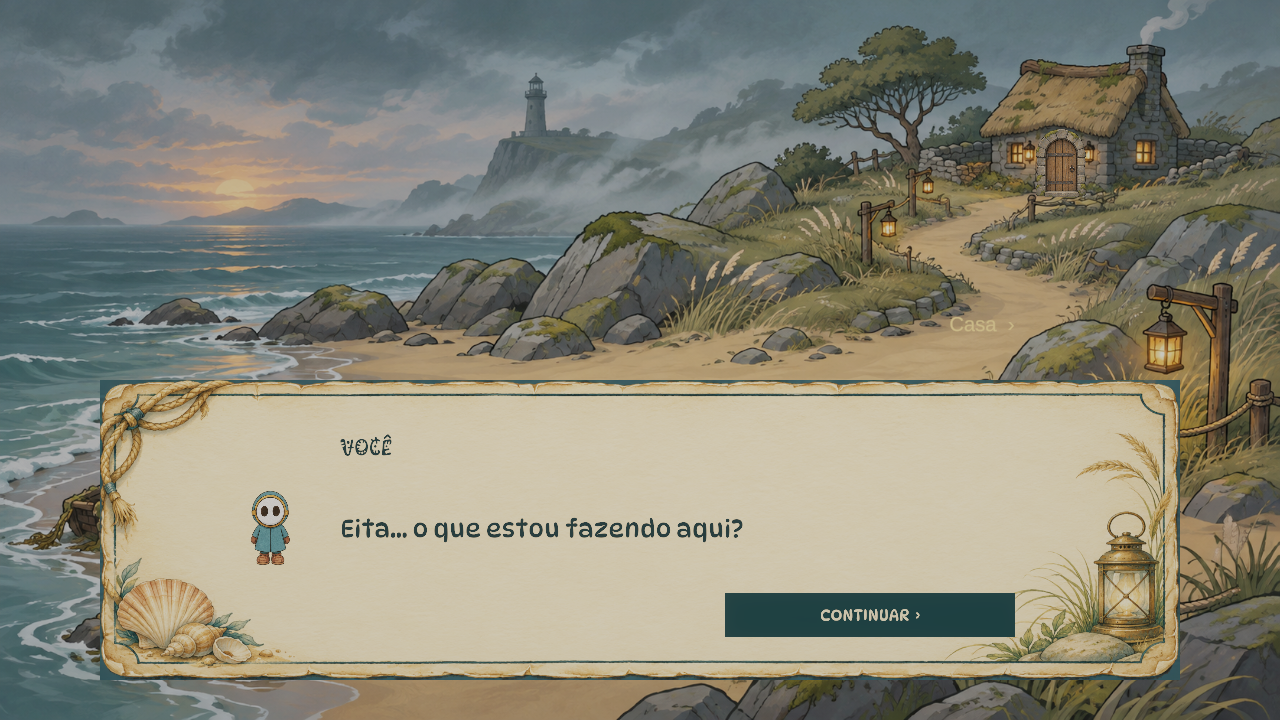 Casa ›
VOCÊ
Eita... o que estou fazendo aqui?
CONTINUAR ›